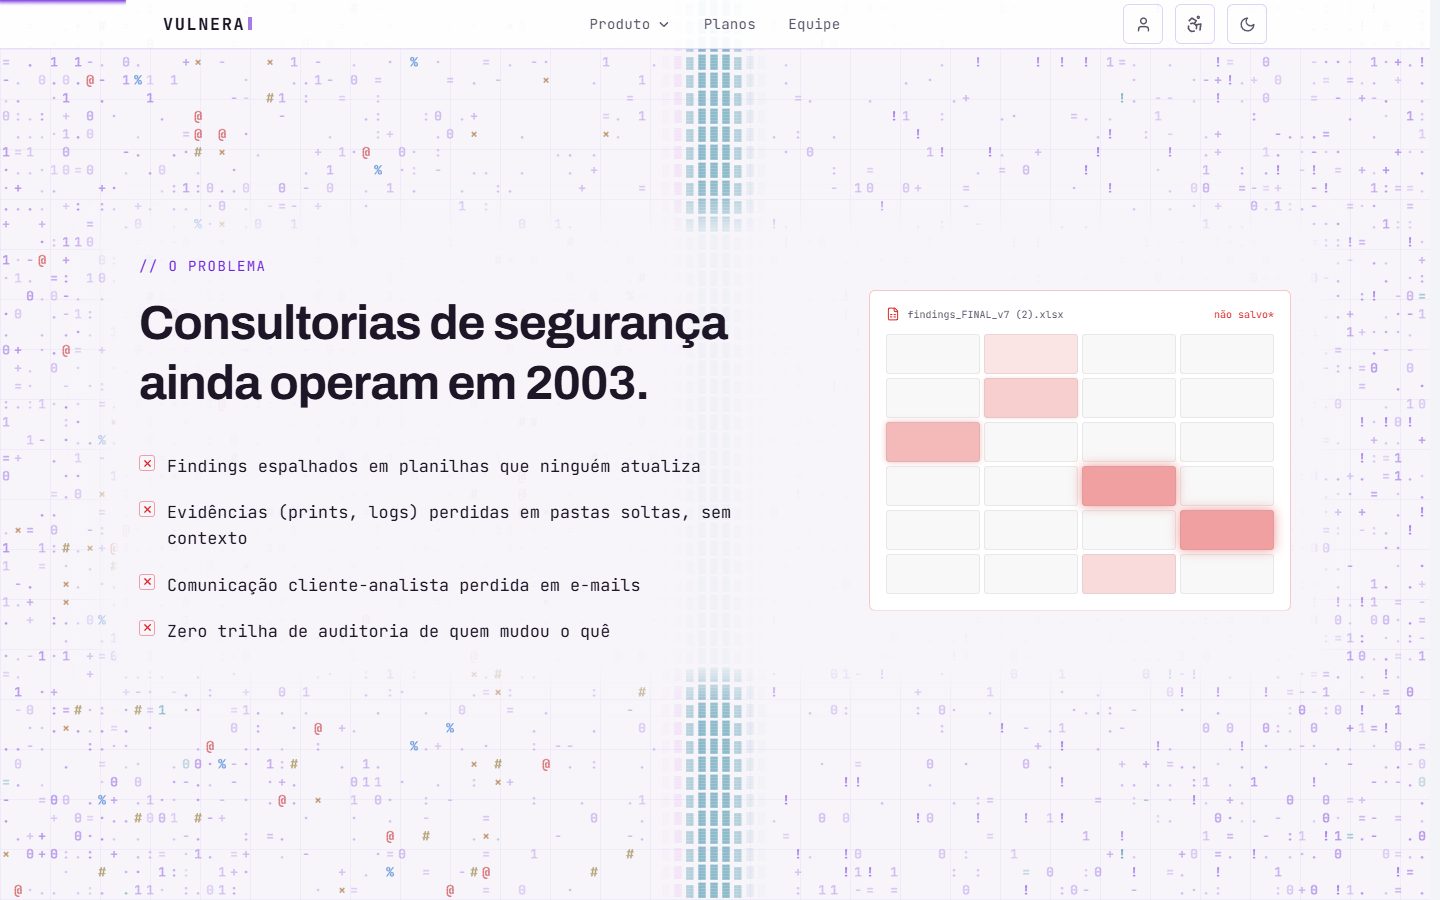 VULNERA
Produto
Planos
Equipe
// O PROBLEMA
Consultorias de segurança
ainda operam em 2003.
Findings espalhados em planilhas que ninguém atualiza
Evidências (prints, logs) perdidas em pastas soltas, sem
contexto
Comunicação cliente-analista perdida em e-mails
Zero trilha de auditoria de quem mudou o quê
findings_FINAL_v7 (2).xlsx
não salvo*